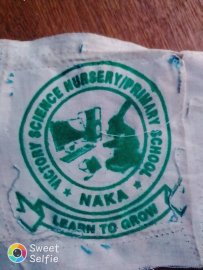 VICTORY SCIENCE NURSERY/PRIMARY SCHOOL
NAKA
LEARN TO GROW
Sweet
Selfie